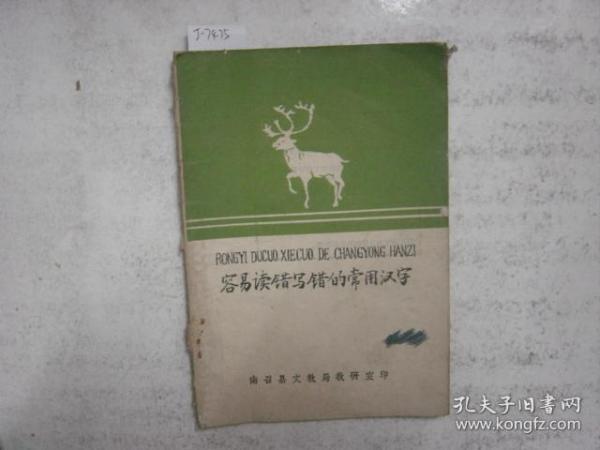 J-7475
RONGYI DUCUO XIECUO DE CHANGYONG HANZI
容易读错写错的常用汉字
南召县文教局教研室印
孔夫子旧书网
www.kongfz.com